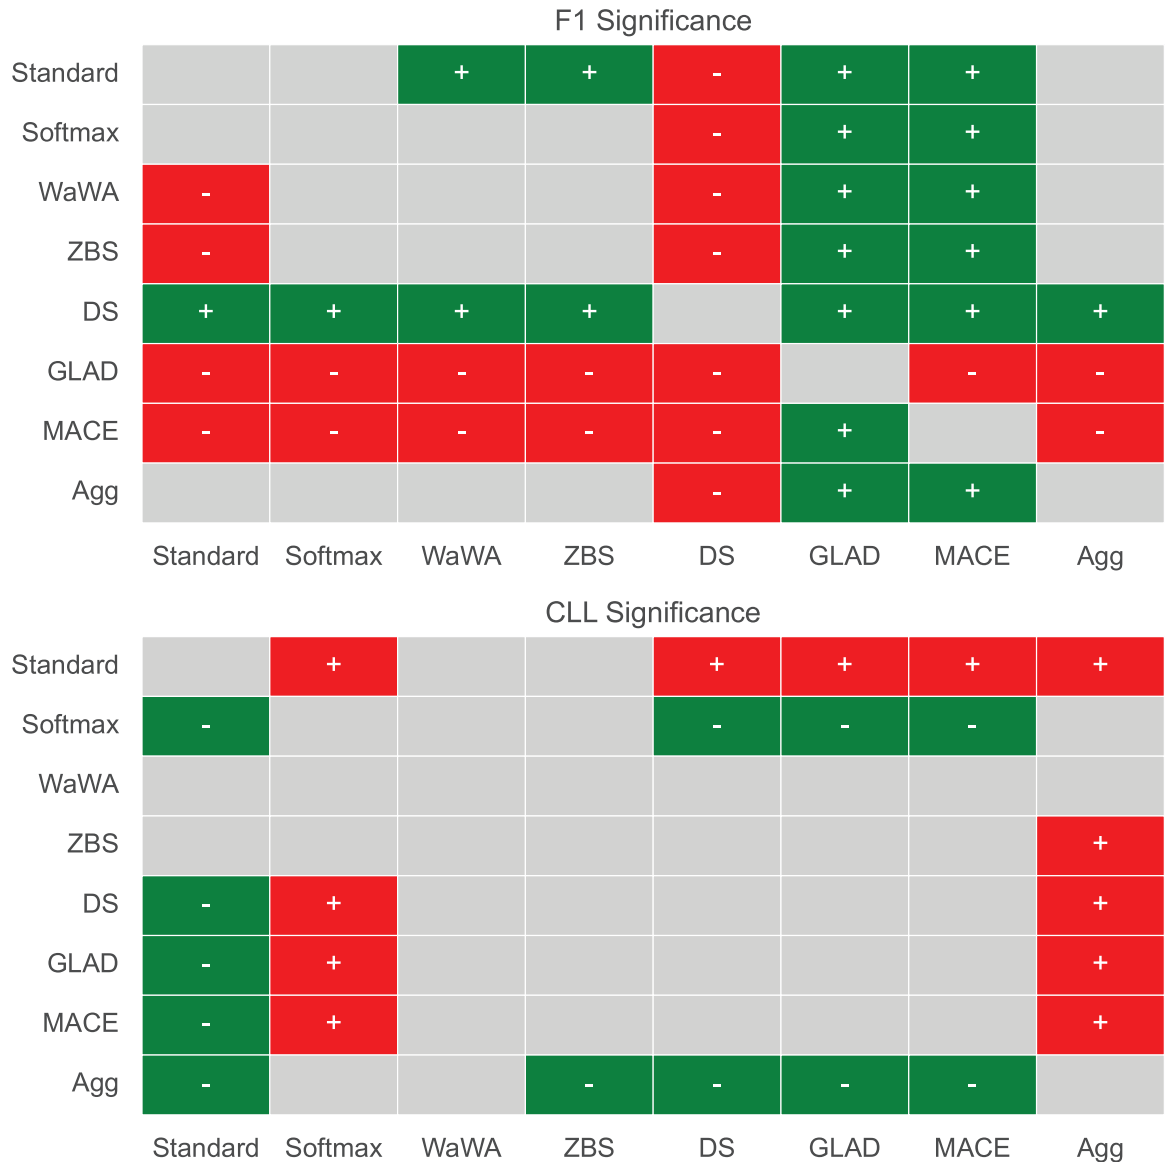 F1 Significance
Standard + + - + +
Softmax - + +
WaWA - - + +
ZBS - - + +
DS + + + + + + +
GLAD - - - - - - -
MACE - - - - - + -
Agg - + +
Standard Softmax WaWA ZBS DS GLAD MACE Agg
CLL Significance
Standard + + + + +
Softmax - - - -
WaWA
ZBS +
DS - + +
GLAD - + +
MACE - + +
Agg - - - - -
Standard Softmax WaWA ZBS DS GLAD MACE Agg